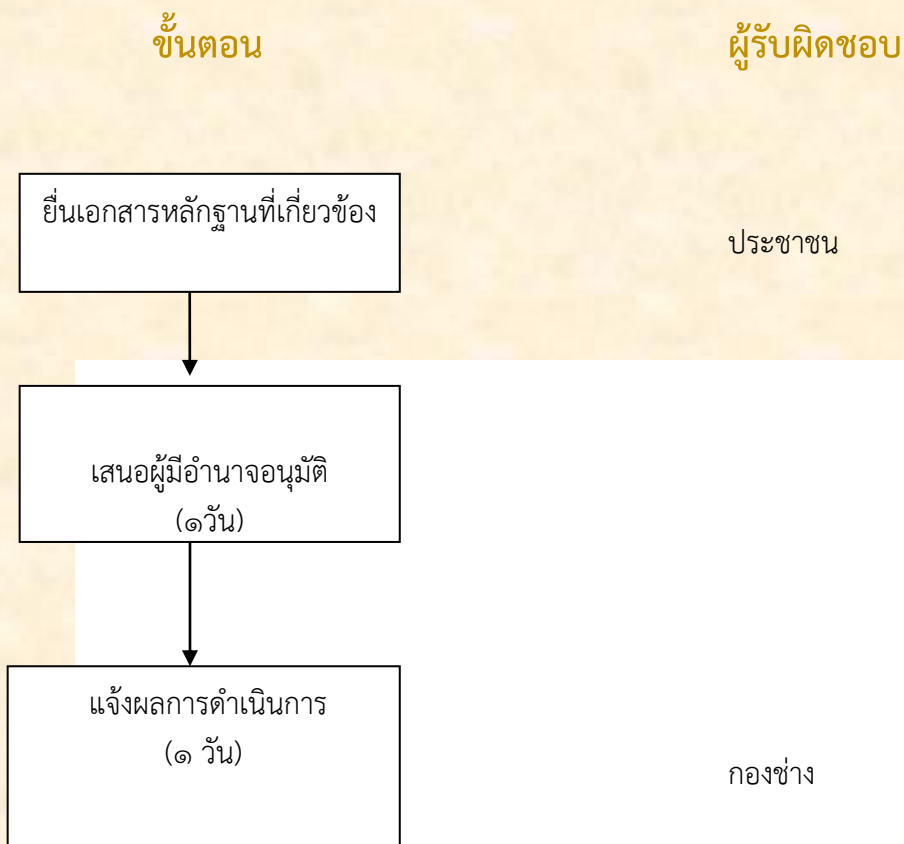 ขั้นตอน ผู้รับผิดชอบ
ยื่นเอกสารหลักฐานที่เกี่ยวข้อง
ประชาชน
เสนอผู้มีอำนาจอนุมัติ
(๑วัน)
แจ้งผลการดำเนินการ
(๑ วัน)
กองช่าง